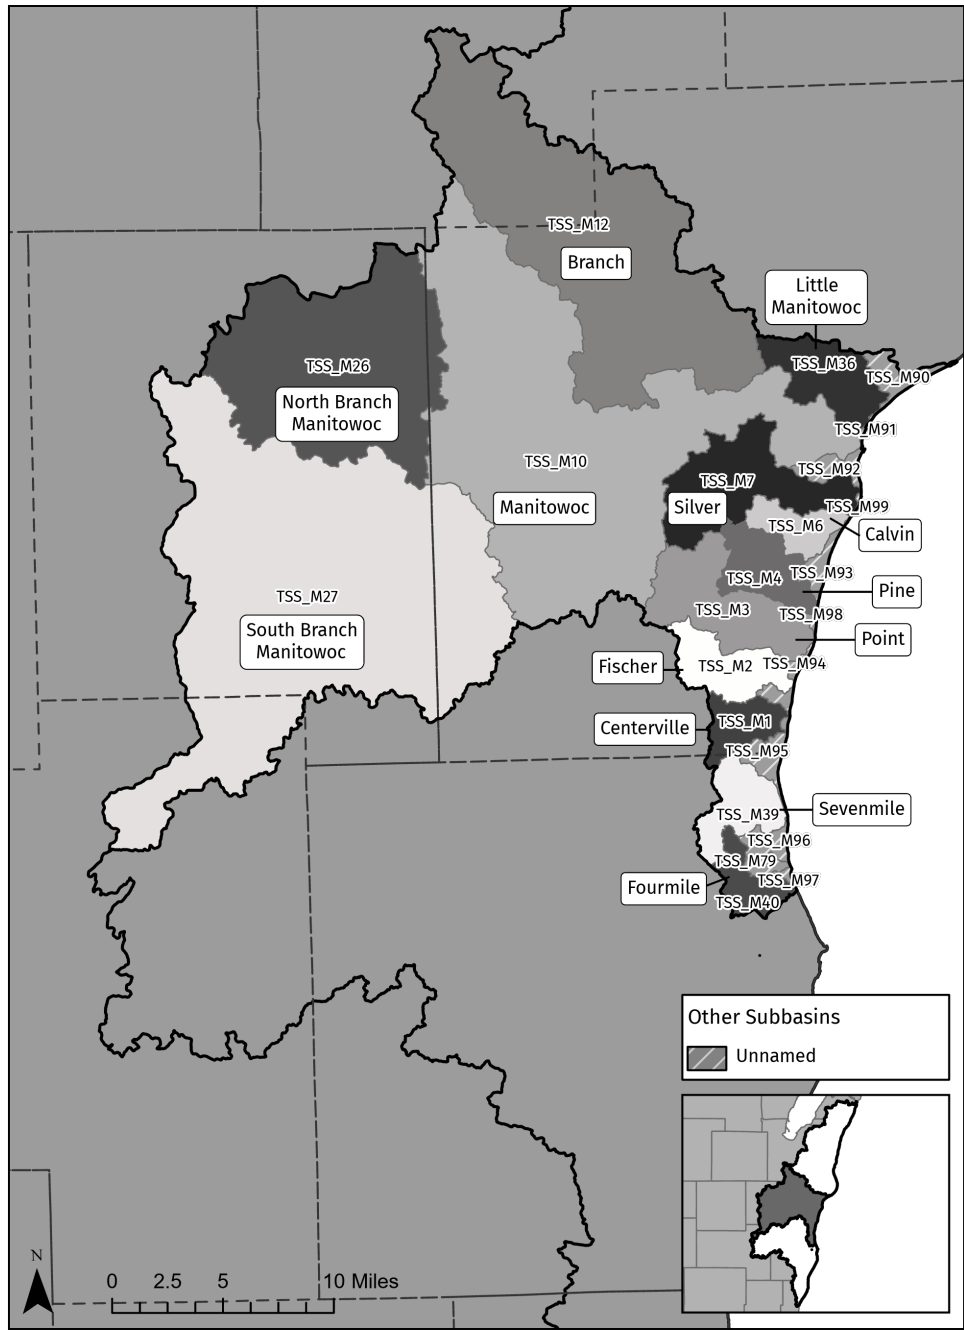 TSS_M12
Branch
Little
Manitowoc
TSS_M36
TSS_M90
TSS_M26
North Branch
Manitowoc
TSS_M91
TSS_M10
TSS_M92
TSS_M7
Silver
Manitowoc
TSS_M99
TSS_M6
Calvin
TSS_M4
TSS_M93
Pine
TSS_M27
TSS_M3
TSS_M98
South Branch
Manitowoc
Point
Fischer
TSS_M2
TSS_M94
Centerville
TSS_M1
TSS_M95
TSS_M39
Sevenmile
TSS_M96
TSS_M79
Fourmile
TSS_M97
TSS_M40
Other Subbasins
Unnamed
N
0 2.5 5 10 Miles